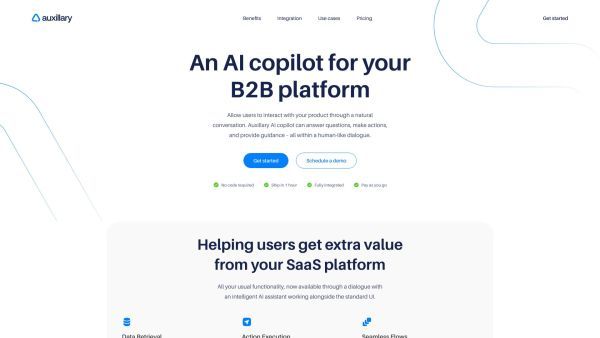 auxiliary
Benefits
Integration
Use cases
Pricing
Get started
An AI copilot for your
B2B platform
Allow users to interact with your product through a natural
conversation. Auxiliary AI copilot can answer questions, make actions,
and provide guidance – all within a human-like dialogue.
Get started
Schedule a demo
No code required
Ship in 1 hour
Fully integrated
Pay as you go
Helping users get extra value
from your SaaS platform
All your usual functionality, now available through a dialogue with
an intelligent AI assistant working alongside the standard UI.
Data Retrieval
Action Execution
Seamless Flows